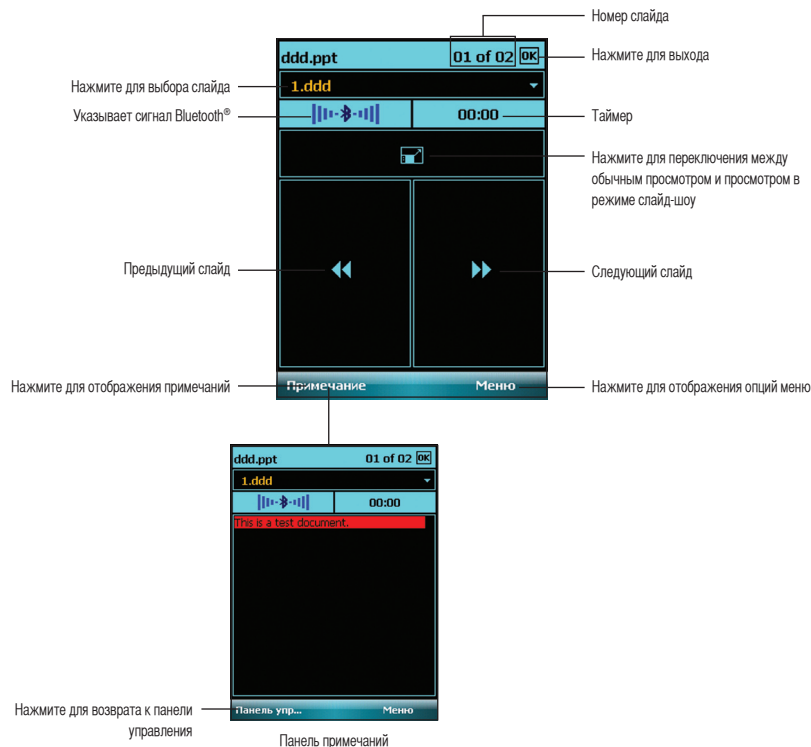 Номер слайда
ddd.ppt 01 of 02 OK
Нажмите для выхода
Нажмите для выбора слайда
1.ddd
Указывает сигнал Bluetooth®
00:00
Таймер
Нажмите для переключения между
обычным просмотром и просмотром в
режиме слайд-шоу
Предыдущий слайд
Следующий слайд
Нажмите для отображения примечаний
Примечание Меню
Нажмите для отображения опций меню
ddd.ppt 01 of 02 OK
1.ddd
00:00
This is a test document.
Нажмите для возврата к панели
управления
Панель упр... Меню
Панель примечаний